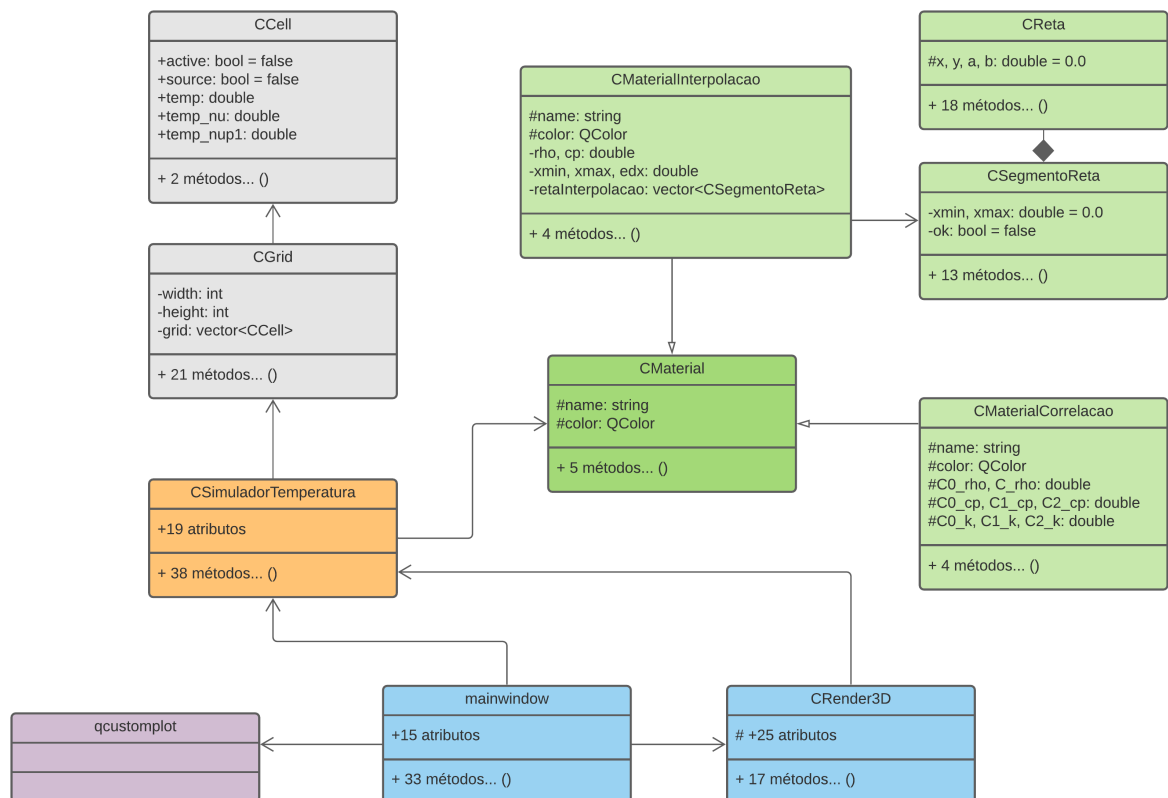 CCell
+active: bool = false
+source: bool = false
+temp: double
+temp_nu: double
+temp_nup1: double
+ 2 métodos... ()
CGrid
-width: int
-height: int
-grid: vector<CCell>
+ 21 métodos... ()
CSimuladorTemperatura
+19 atributos
+ 38 métodos... ()
CMaterialInterpolacao
#name: string
#color: QColor
-rho, cp: double
-xmin, xmax, edx: double
-retaInterpolacao: vector<CSegmentoReta>
+ 4 métodos... ()
CReta
#x, y, a, b: double = 0.0
+ 18 métodos... ()
CSegmentoReta
-xmin, xmax: double = 0.0
-ok: bool = false
+ 13 métodos... ()
CMaterial
#name: string
#color: QColor
+ 5 métodos... ()
CMaterialCorrelacao
#name: string
#color: QColor
#C0_rho, C_rho: double
#C0_cp, C1_cp, C2_cp: double
#C0_k, C1_k, C2_k: double
+ 4 métodos... ()
qcustomplot
mainwindow
+15 atributos
+ 33 métodos... ()
CRender3D
# +25 atributos
+ 17 métodos... ()